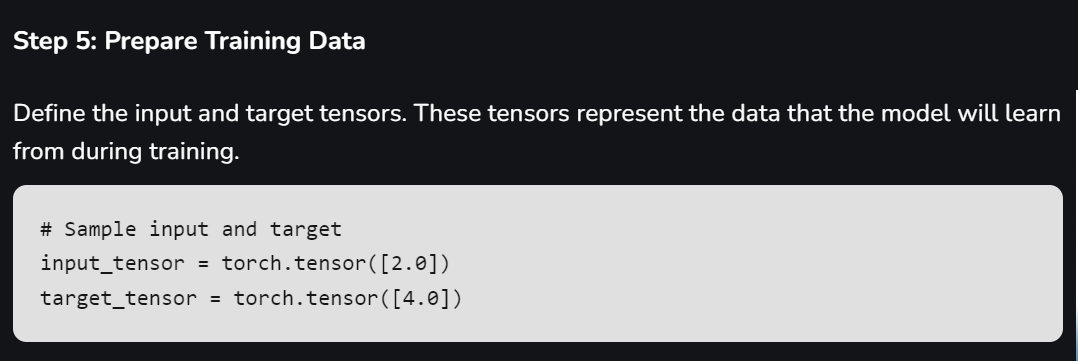 Step 5: Prepare Training Data
Define the input and target tensors. These tensors represent the data that the model will learn
from during training.
# Sample input and target
input_tensor = torch.tensor([2.0])
target_tensor = torch.tensor([4.0])